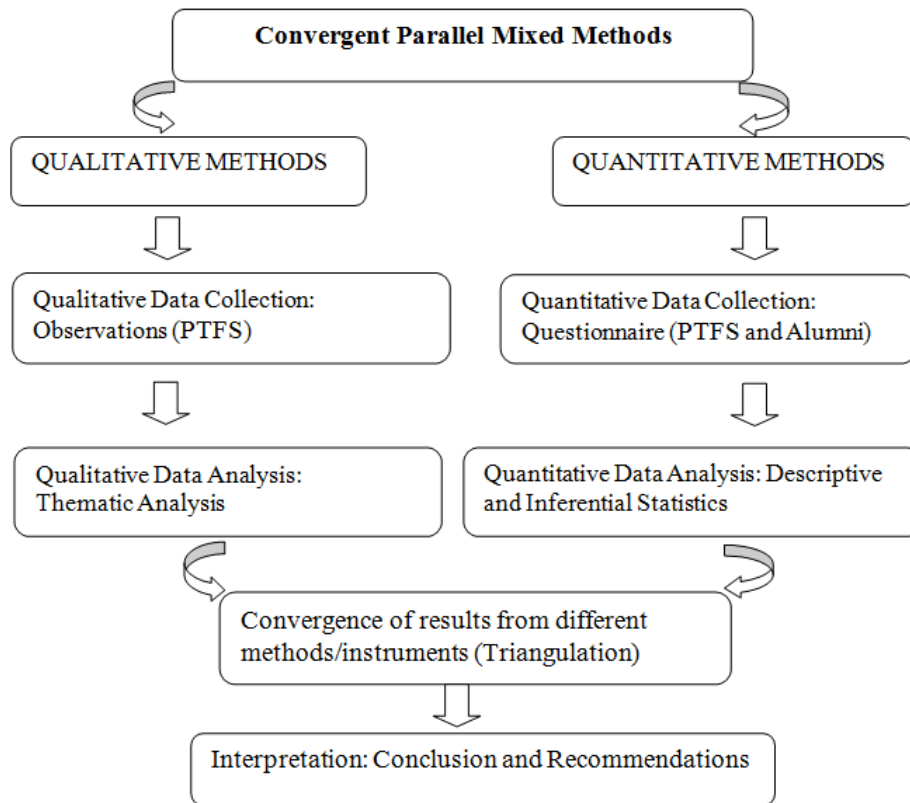 Convergent Parallel Mixed Methods
QUALITATIVE METHODS
QUANTITATIVE METHODS
Qualitative Data Collection:
Observations (PTFS)
Quantitative Data Collection:
Questionnaire (PTFS and Alumni)
Qualitative Data Analysis:
Thematic Analysis
Quantitative Data Analysis: Descriptive
and Inferential Statistics
Convergence of results from different
methods/instruments (Triangulation)
Interpretation: Conclusion and Recommendations